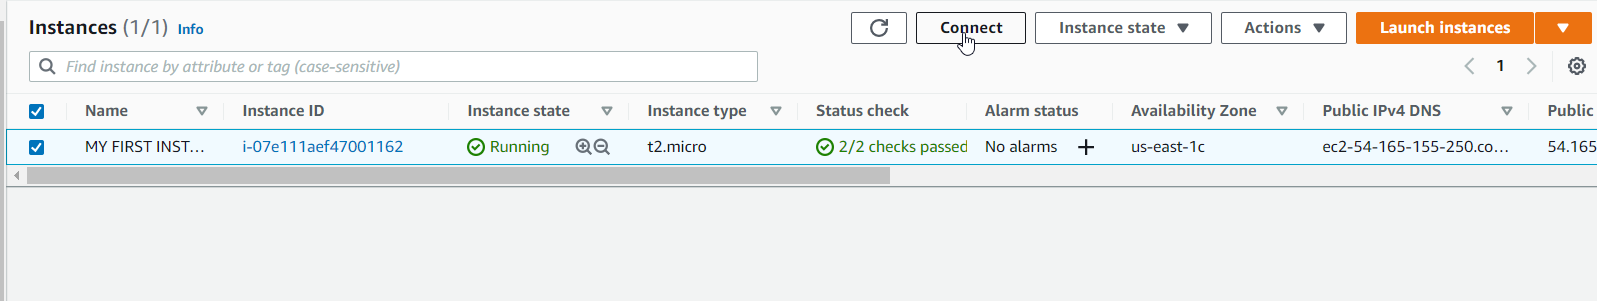 Instances (1/1) Info Connect Instance state Actions Launch instances
Find instance by attribute or tag (case-sensitive) 1
Name Instance ID Instance state Instance type Status check Alarm status Availability Zone Public IPv4 DNS Public
MY FIRST INST... i-07e111aef47001162 Running t2.micro 2/2 checks passed No alarms + us-east-1c ec2-54-165-155-250.co... 54.165